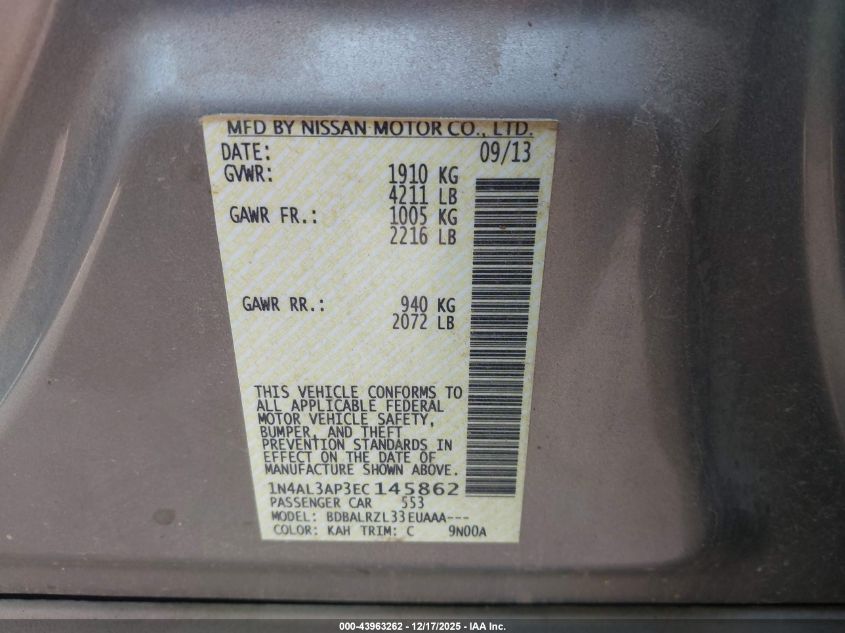 MFD BY NISSAN MOTOR CO., LTD.
DATE: 09/13
GVWR: 1910 KG
4211 LB
GAWR FR.: 1005 KG
2216 LB
GAWR RR.: 940 KG
2072 LB
THIS VEHICLE CONFORMS TO
ALL APPLICABLE FEDERAL
MOTOR VEHICLE SAFETY,
BUMPER, AND THEFT
PREVENTION STANDARDS IN
EFFECT ON THE DATE OF
MANUFACTURE SHOWN ABOVE.
1N4AL3AP3EC145862
PASSENGER CAR 553
MODEL: BDBALRZL33EUAAA---
COLOR: KAH TRIM: C 9N00A
000-43963262 - 12/17/2025 - IAA Inc.